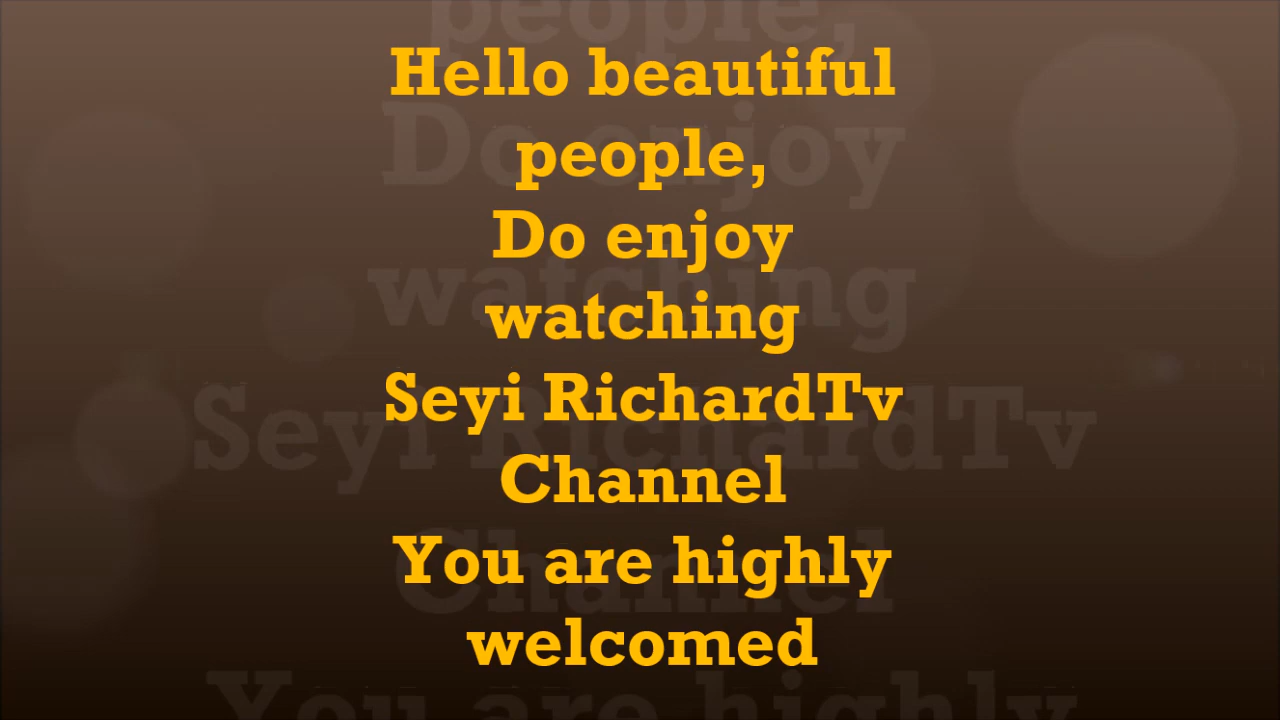 Hello beautiful
people,
Do enjoy
watching
Seyi RichardTv
Channel
You are highly
welcomed